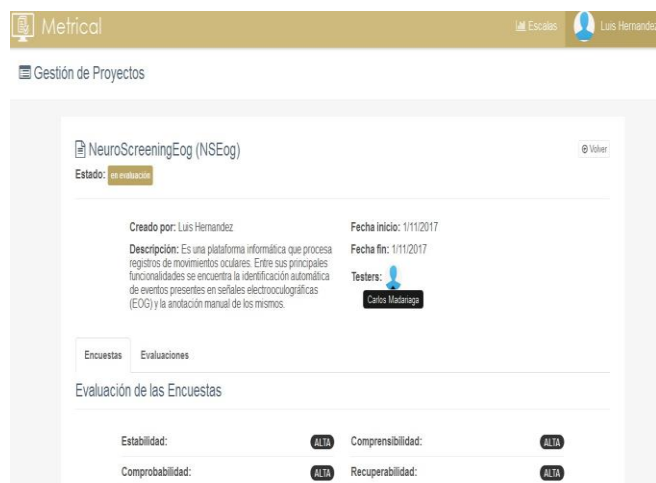 Metrical
Escalas
Luis Hernandez
Gestión de Proyectos
NeuroScreeningEog (NSEog)
Volver
Estado: en evaluación
Creado por: Luis Hernandez
Fecha inicio: 1/11/2017
Descripción: Es una plataforma informática que procesa
Fecha fin: 1/11/2017
registros de movimientos oculares. Entre sus principales
funcionalidades se encuentra la identificación automática
Testers:
de eventos presentes en señales electrooculográficas
(EOG) y la anotación manual de los mismos.
Carlos Madariaga
Encuestas Evaluaciones
Evaluación de las Encuestas
Estabilidad: ALTA Comprensibilidad: ALTA
Comprobabilidad: ALTA Recuperabilidad: ALTA